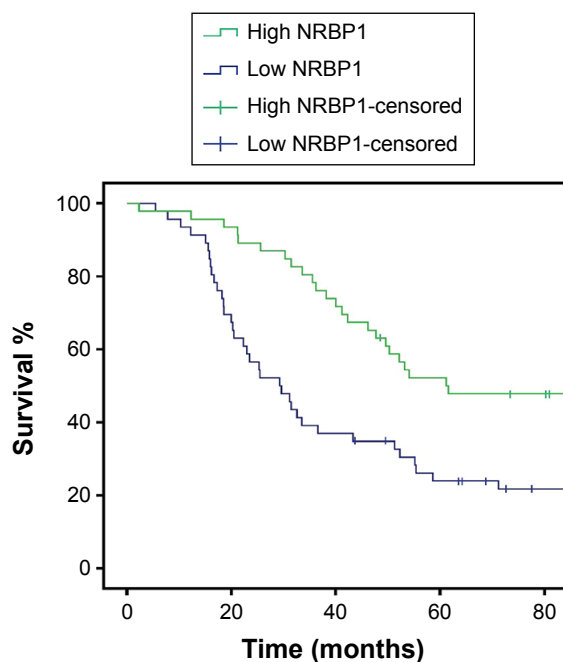 High NRBP1
Low NRBP1
High NRBP1-censored
Low NRBP1-censored
100
80
60
40
20
0
Survival %
0 20 40 60 80
Time (months)